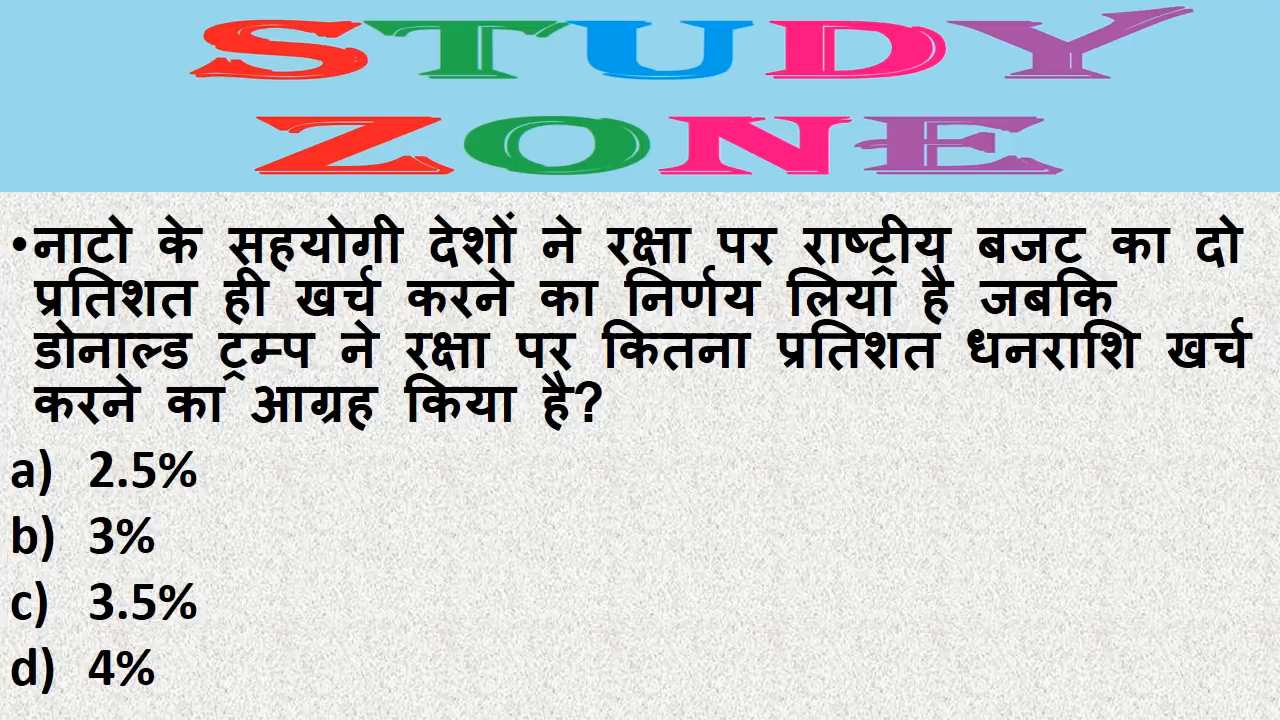 STUDY
ZONE
•नाटो के सहयोगी देशों ने रक्षा पर राष्ट्रीय बजट का दो
प्रतिशत ही खर्च करने का निर्णय लिया है जबकि
डोनाल्ड ट्रम्प ने रक्षा पर कितना प्रतिशत धनराशि खर्च
करने का आग्रह किया है?
a) 2.5%
b) 3%
c) 3.5%
d) 4%